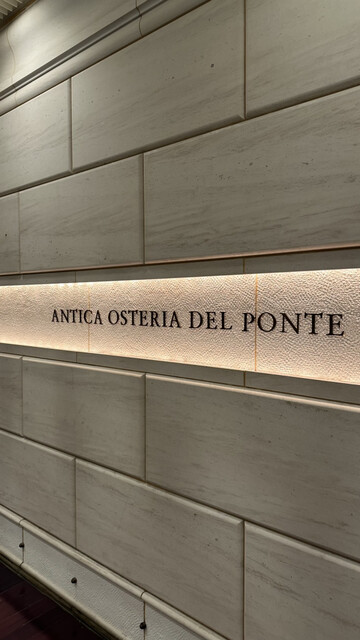 ANTICA OSTERIA DEL PONTE